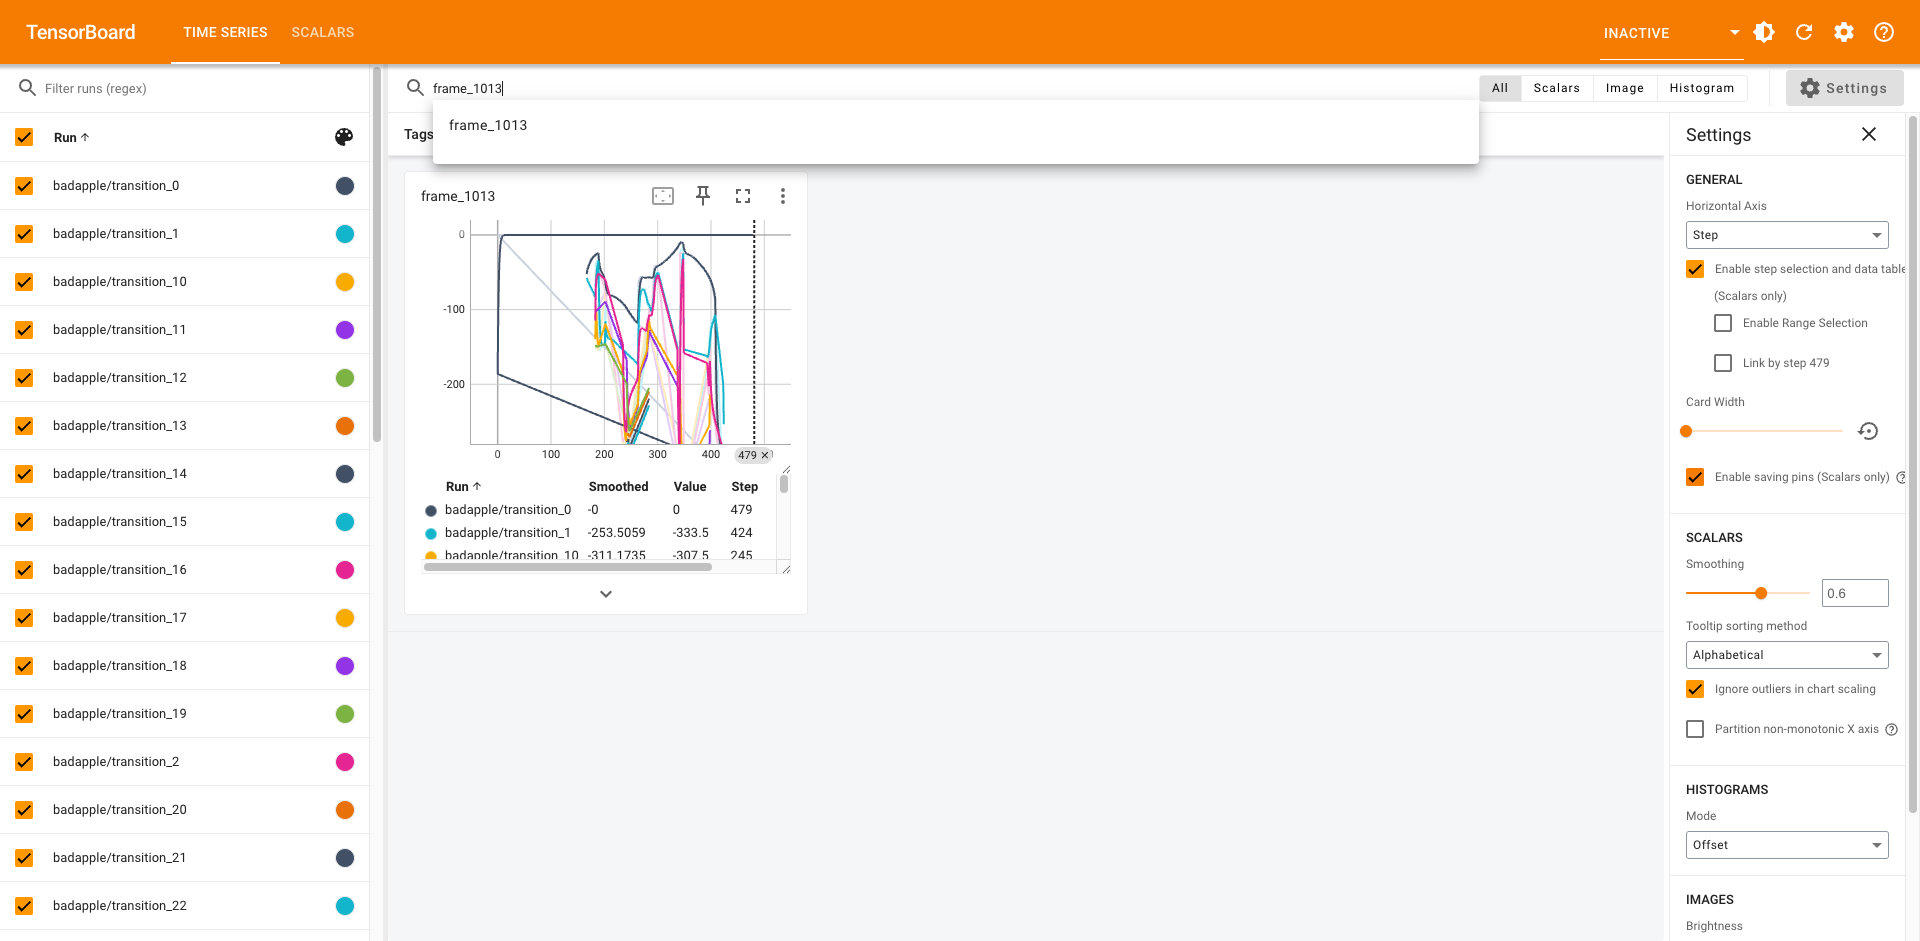 TensorBoard
TIME SERIES
SCALARS
INACTIVE
Filter runs (regex)
Run
badapple/transition_0
badapple/transition_1
badapple/transition_10
badapple/transition_11
badapple/transition_12
badapple/transition_13
badapple/transition_14
badapple/transition_15
badapple/transition_16
badapple/transition_17
badapple/transition_18
badapple/transition_19
badapple/transition_2
badapple/transition_20
badapple/transition_21
badapple/transition_22
frame_1013
All Scalars Image Histogram
Settings
frame_1013
Tags
frame_1013
0
-100
-200
0 100 200 300 400 479
Run Smoothed Value Step
badapple/transition_0 -0 0 479
badapple/transition_1 -253.5059 -333.5 424
badapple/transition_10 -311.1735 -307.5 245
Settings
GENERAL
Horizontal Axis
Step
Enable step selection and data table
(Scalars only)
Enable Range Selection
Link by step 479
Card Width
Enable saving pins (Scalars only)
SCALARS
Smoothing
0.6
Tooltip sorting method
Alphabetical
Ignore outliers in chart scaling
Partition non-monotonic X axis
HISTOGRAMS
Mode
Offset
IMAGES
Brightness